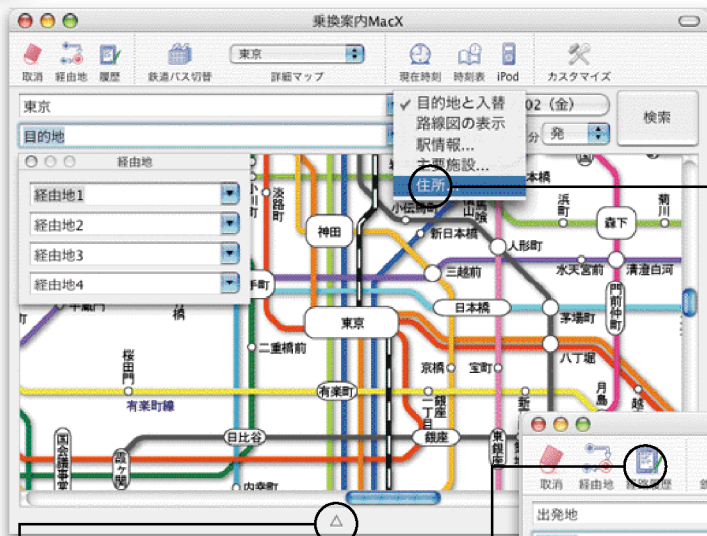 乗換案内MacX
取消 経由地 履歴 鉄道バス切替 東京 詳細マップ 現在時刻 時刻表 iPod カスタマイズ
東京
目的地
02 (金)
分 発
検索
✓目的地と入替
路線図の表示
駅情報...
主要施設...
住所
経由地
経由地1
経由地2
経由地3
経由地4
淡路町
神田
小伝馬町
新日本橋
人形町
浜町
森下
菊川
三越前
水天宮前
清澄白河
日本橋
門前仲町
茅場町
東京
二重橋前
京橋
宝町
八丁堀
桜田門
有楽町線
有楽町
銀座一丁目
月島
越
日比谷
銀座
東銀座
国会議事堂
霞ヶ関
内幸町
取消 経由地 経路履歴
出発地